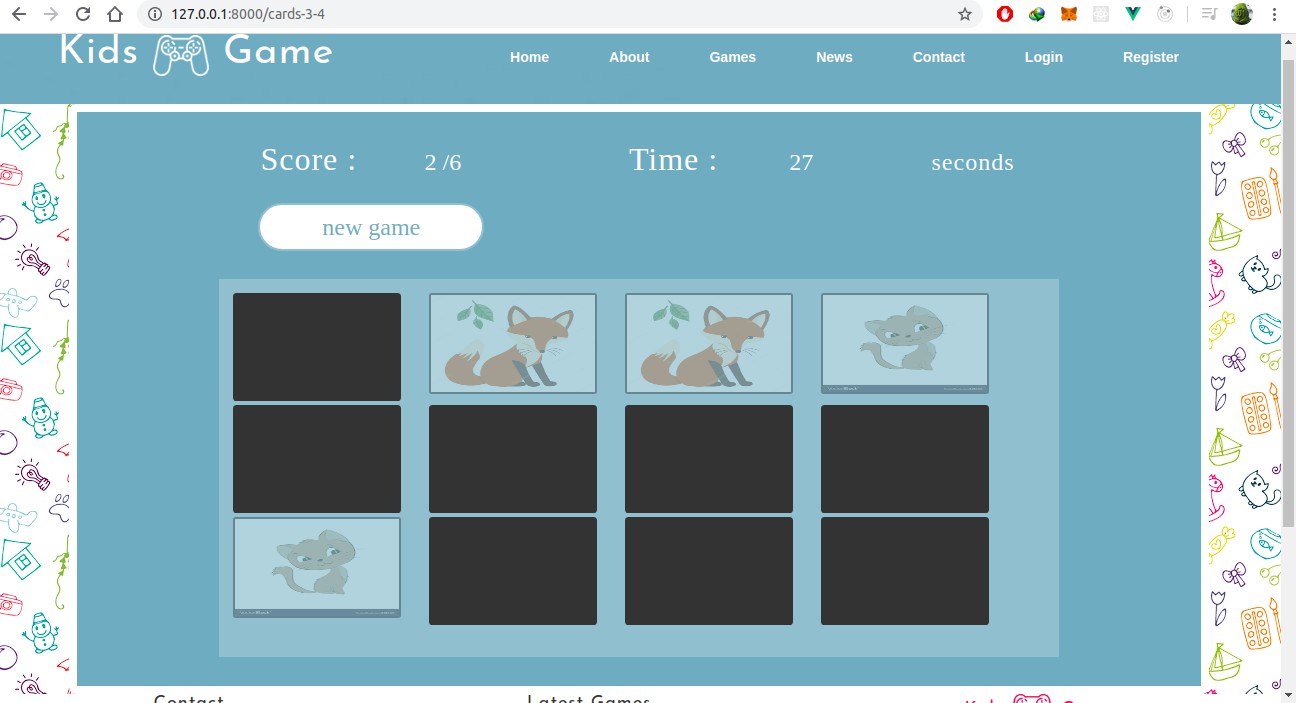 127.0.0.1:8000/cards-3-4
Kids Game
Home About Games News Contact Login Register
Score : 2 /6 Time : 27 seconds
new game
Contact Latest Games Kids